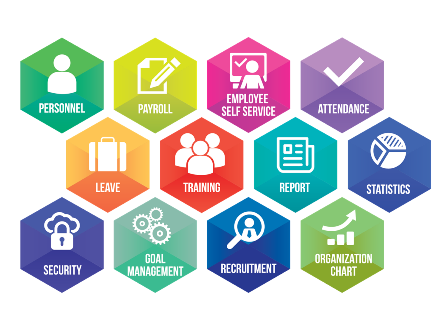 PERSONNEL
PAYROLL
EMPLOYEE
SELF SERVICE
ATTENDANCE
LEAVE
TRAINING
REPORT
STATISTICS
SECURITY
GOAL
MANAGEMENT
RECRUITMENT
ORGANIZATION
CHART